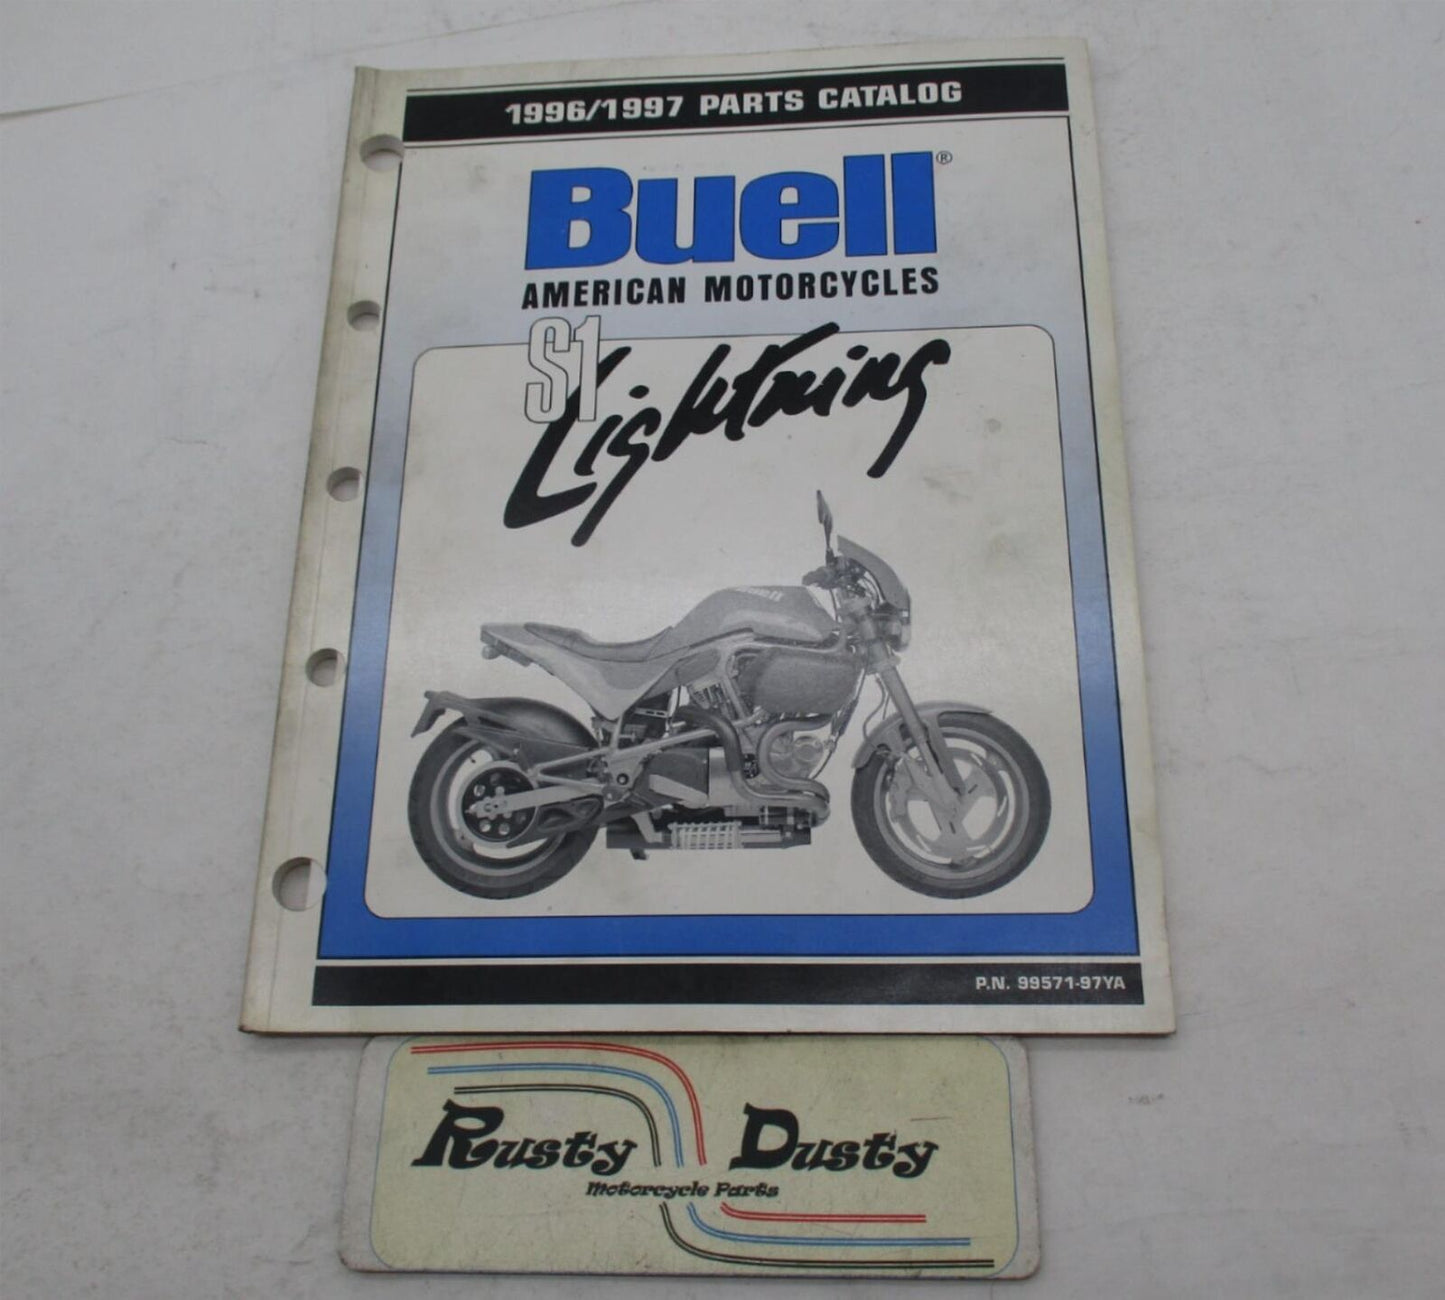 1996/1997 PARTS CATALOG
Buell®
AMERICAN MOTORCYCLES
S1
Lightning
P.N. 99571-97YA
Rusty Dusty
Motorcycle Parts